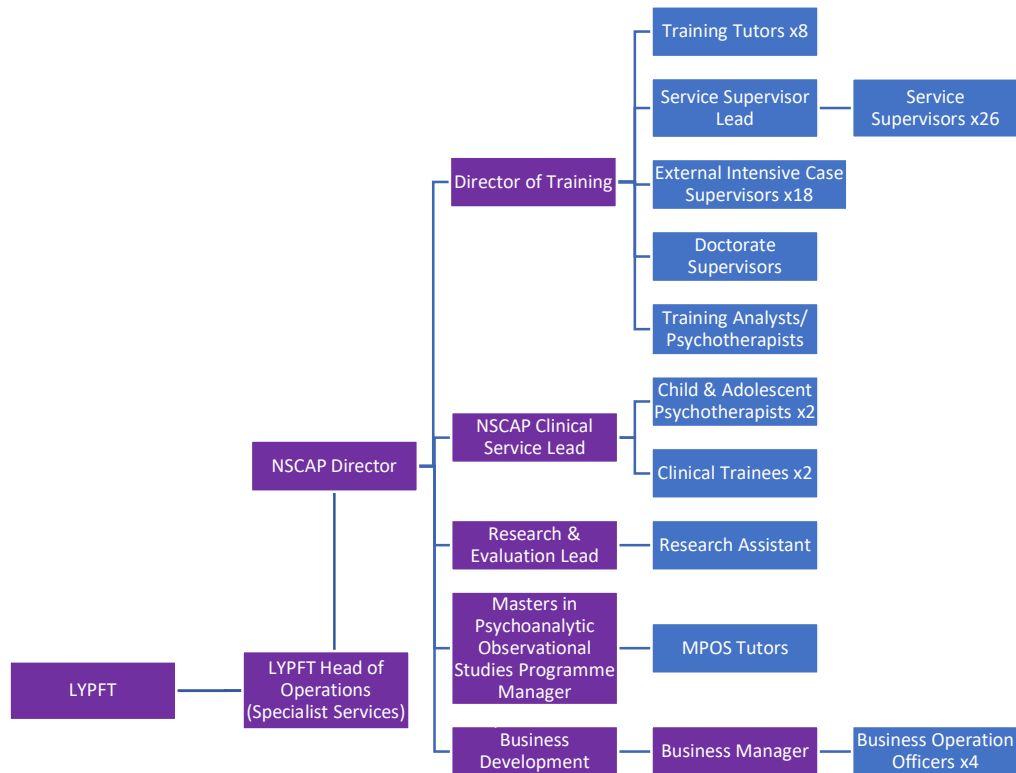 Training Tutors x8
Service Supervisor
Lead
Service
Supervisors x26
Director of Training
External Intensive Case
Supervisors x18
Doctorate
Supervisors
Training Analysts/
Psychotherapists
NSCAP Director
NSCAP Clinical
Service Lead
Child & Adolescent
Psychotherapists x2
Clinical Trainees x2
Research &
Evaluation Lead
Research Assistant
Masters in
Psychoanalytic
Observational
Studies Programme
Manager
MPOS Tutors
LYPFT
LYPFT Head of
Operations
(Specialist Services)
Business
Development
Business Manager
Business Operation
Officers x4